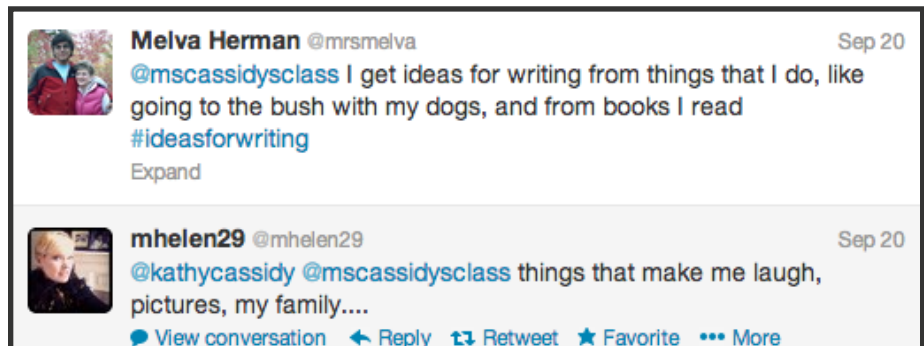 Melva Herman @mrsmelva Sep 20
@mscassidysclass I get ideas for writing from things that I do, like
going to the bush with my dogs, and from books I read
#ideasforwriting
Expand
mhelen29 @mhelen29 Sep 20
@kathycassidy @mscassidysclass things that make me laugh,
pictures, my family....
View conversation Reply Retweet Favorite More